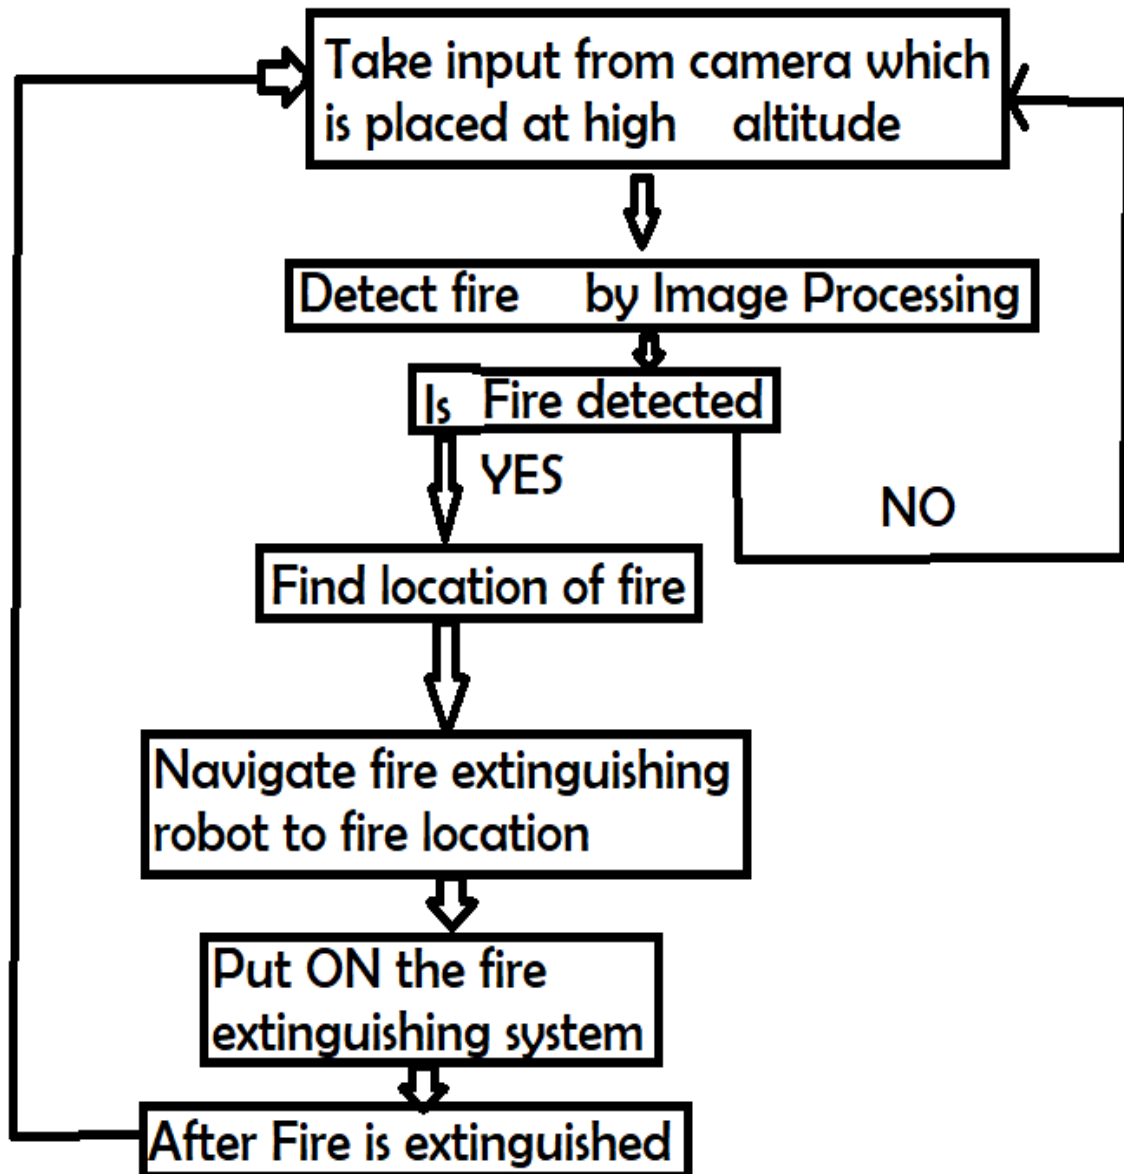 Take input from camera which
is placed at high altitude
Detect fire by Image Processing
Is Fire detected
YES
NO
Find location of fire
Navigate fire extinguishing
robot to fire location
Put ON the fire
extinguishing system
After Fire is extinguished